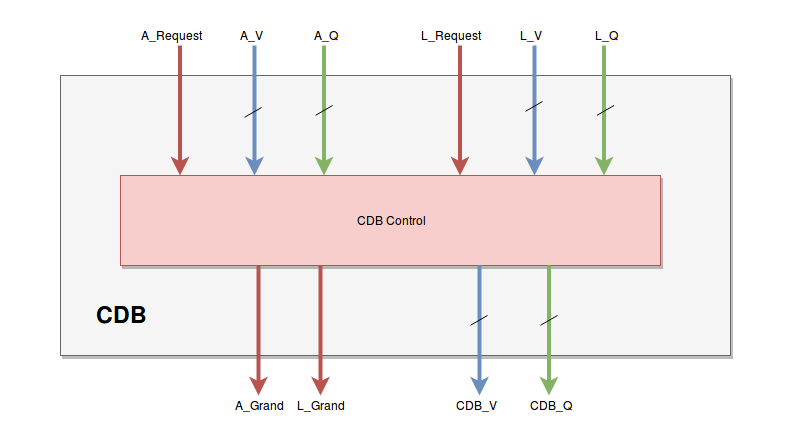 A_Request A_V A_Q L_Request L_V L_Q
CDB Control
CDB
A_Grand L_Grand CDB_V CDB_Q